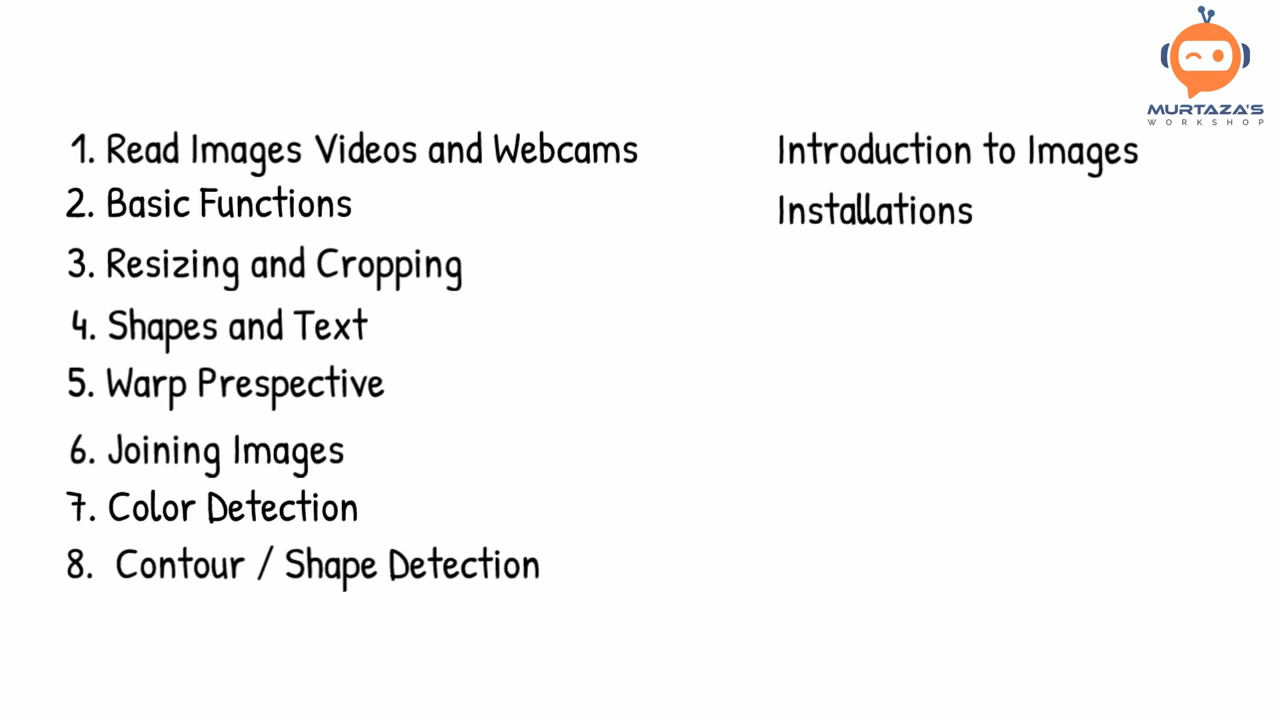 MURTAZA'S
WORKSHOP
1. Read Images Videos and Webcams
2. Basic Functions
3. Resizing and Cropping
4. Shapes and Text
5. Warp Prespective
6. Joining Images
7. Color Detection
8. Contour / Shape Detection
Introduction to Images
Installations